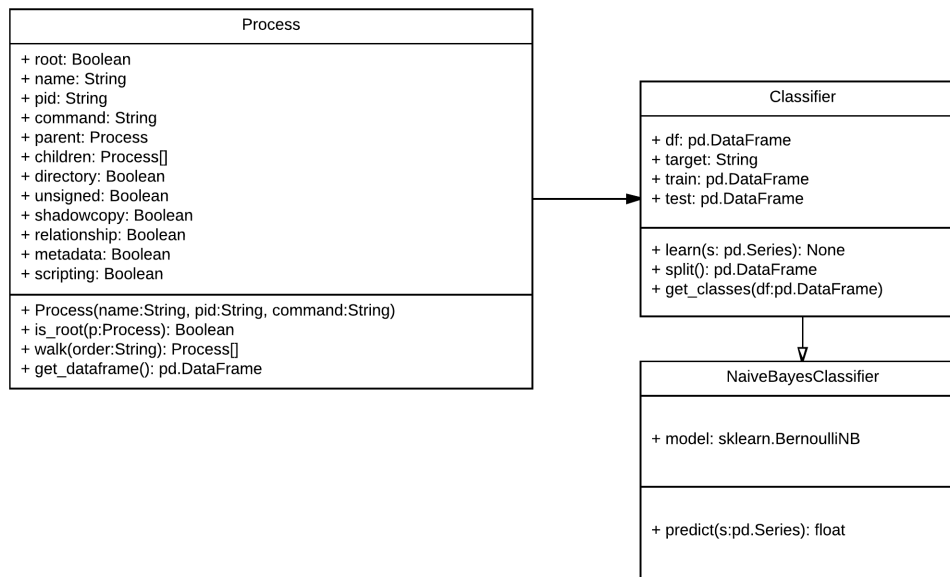 Process
+ root: Boolean
+ name: String
+ pid: String
+ command: String
+ parent: Process
+ children: Process[]
+ directory: Boolean
+ unsigned: Boolean
+ shadowcopy: Boolean
+ relationship: Boolean
+ metadata: Boolean
+ scripting: Boolean
+ Process(name:String, pid:String, command:String)
+ is_root(p:Process): Boolean
+ walk(order:String): Process[]
+ get_dataframe(): pd.DataFrame
Classifier
+ df: pd.DataFrame
+ target: String
+ train: pd.DataFrame
+ test: pd.DataFrame
+ learn(s: pd.Series): None
+ split(): pd.DataFrame
+ get_classes(df:pd.DataFrame)
NaiveBayesClassifier
+ model: sklearn.BernoulliNB
+ predict(s:pd.Series): float